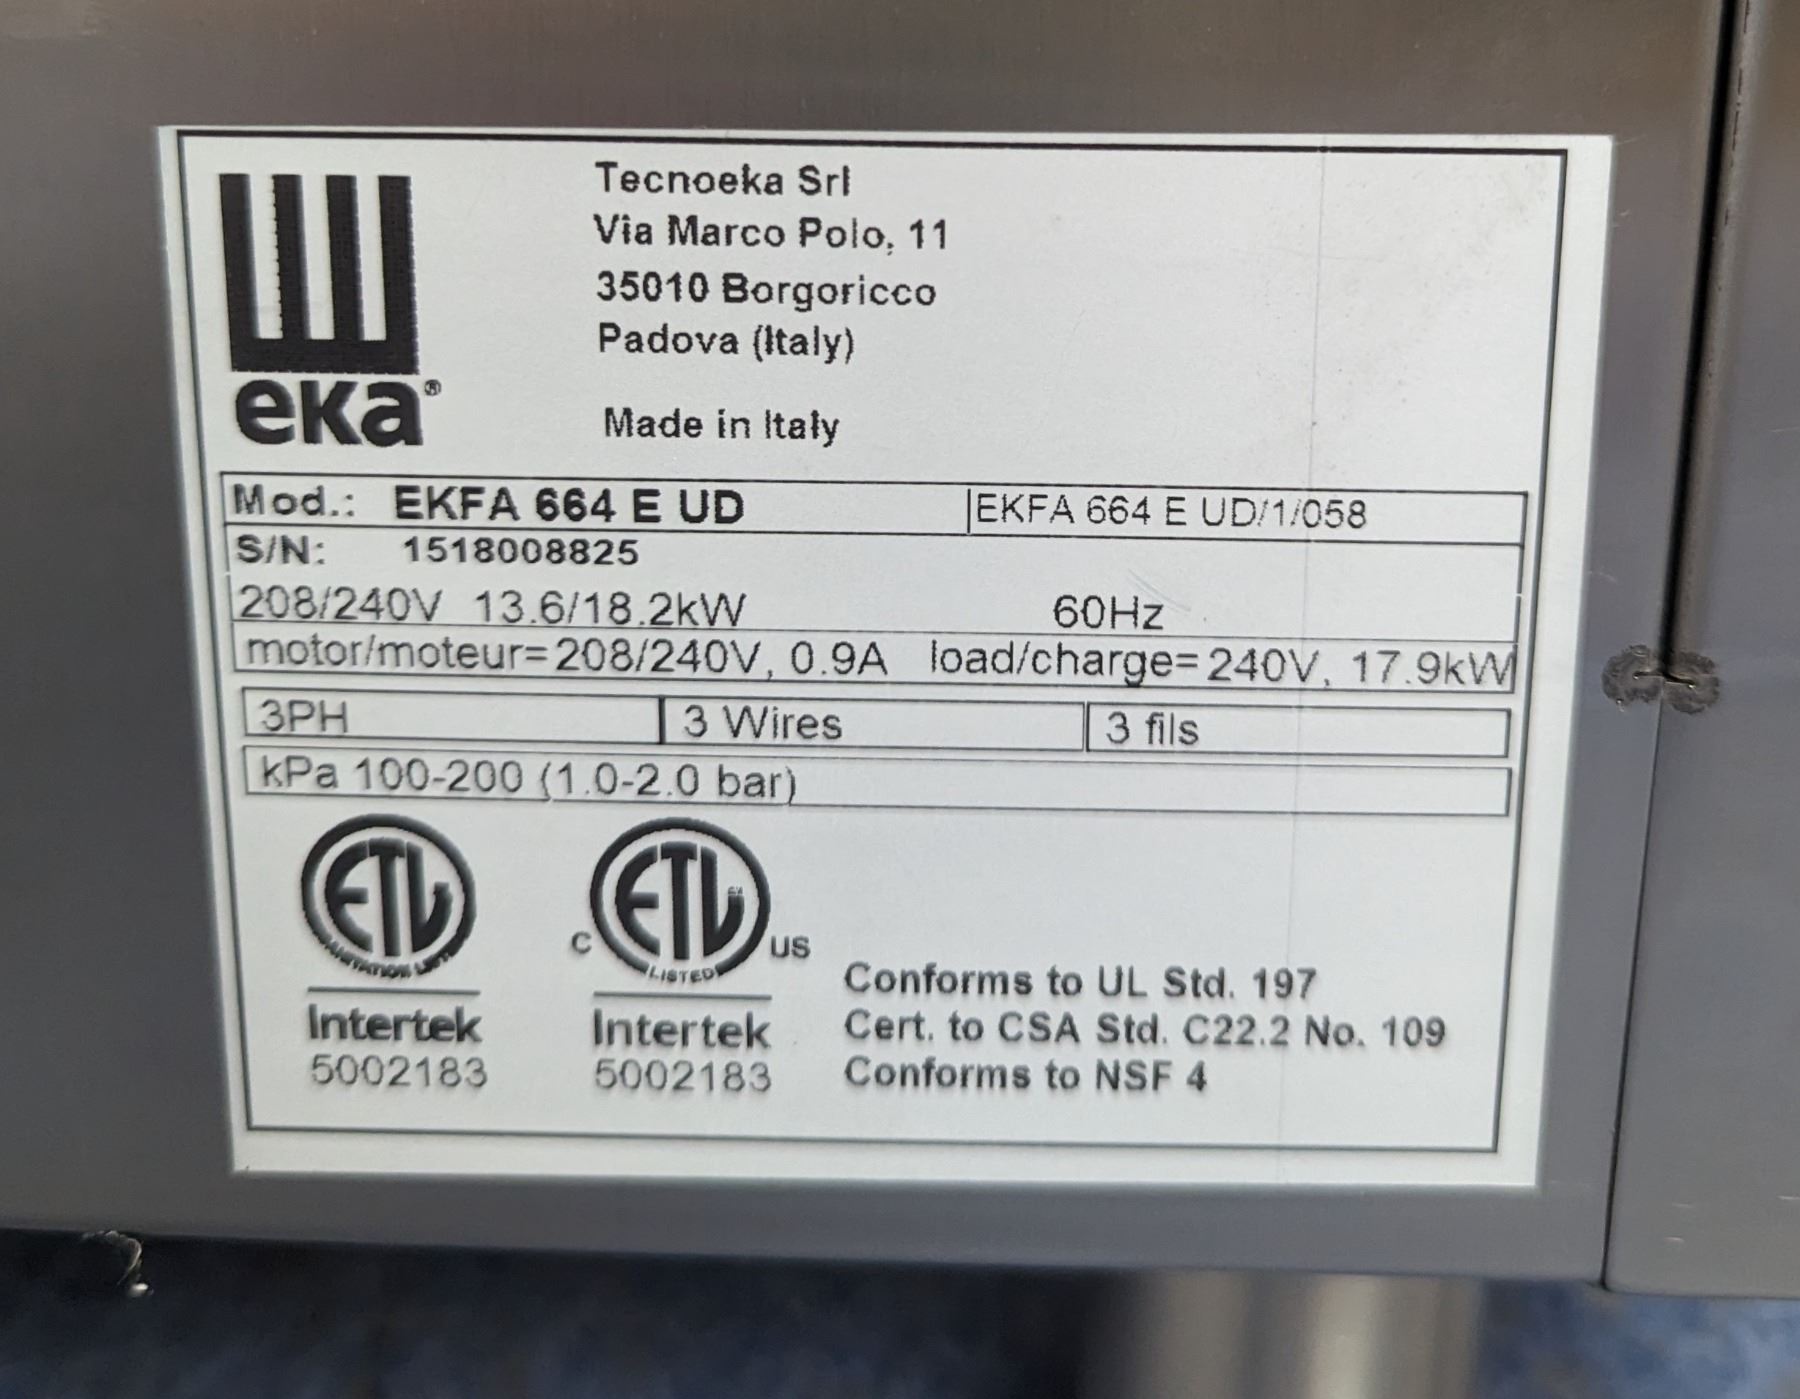 Tecnoeka Srl
Via Marco Polo, 11
35010 Borgoricco
Padova (Italy)
Made in Italy
eka®
Mod.: EKFA 664 E UD EKFA 664 E UD/1/058
S/N: 1518008825
208/240V 13.6/18.2kW 60Hz
motor/moteur=208/240V, 0.9A load/charge=240V, 17.9kW
3PH 3 Wires 3 fils
kPa 100-200 (1.0-2.0 bar)
ETL
SANITATION LISTED
Intertek
5002183
C ETL US
LISTED
Intertek
5002183
Conforms to UL Std. 197
Cert. to CSA Std. C22.2 No. 109
Conforms to NSF 4